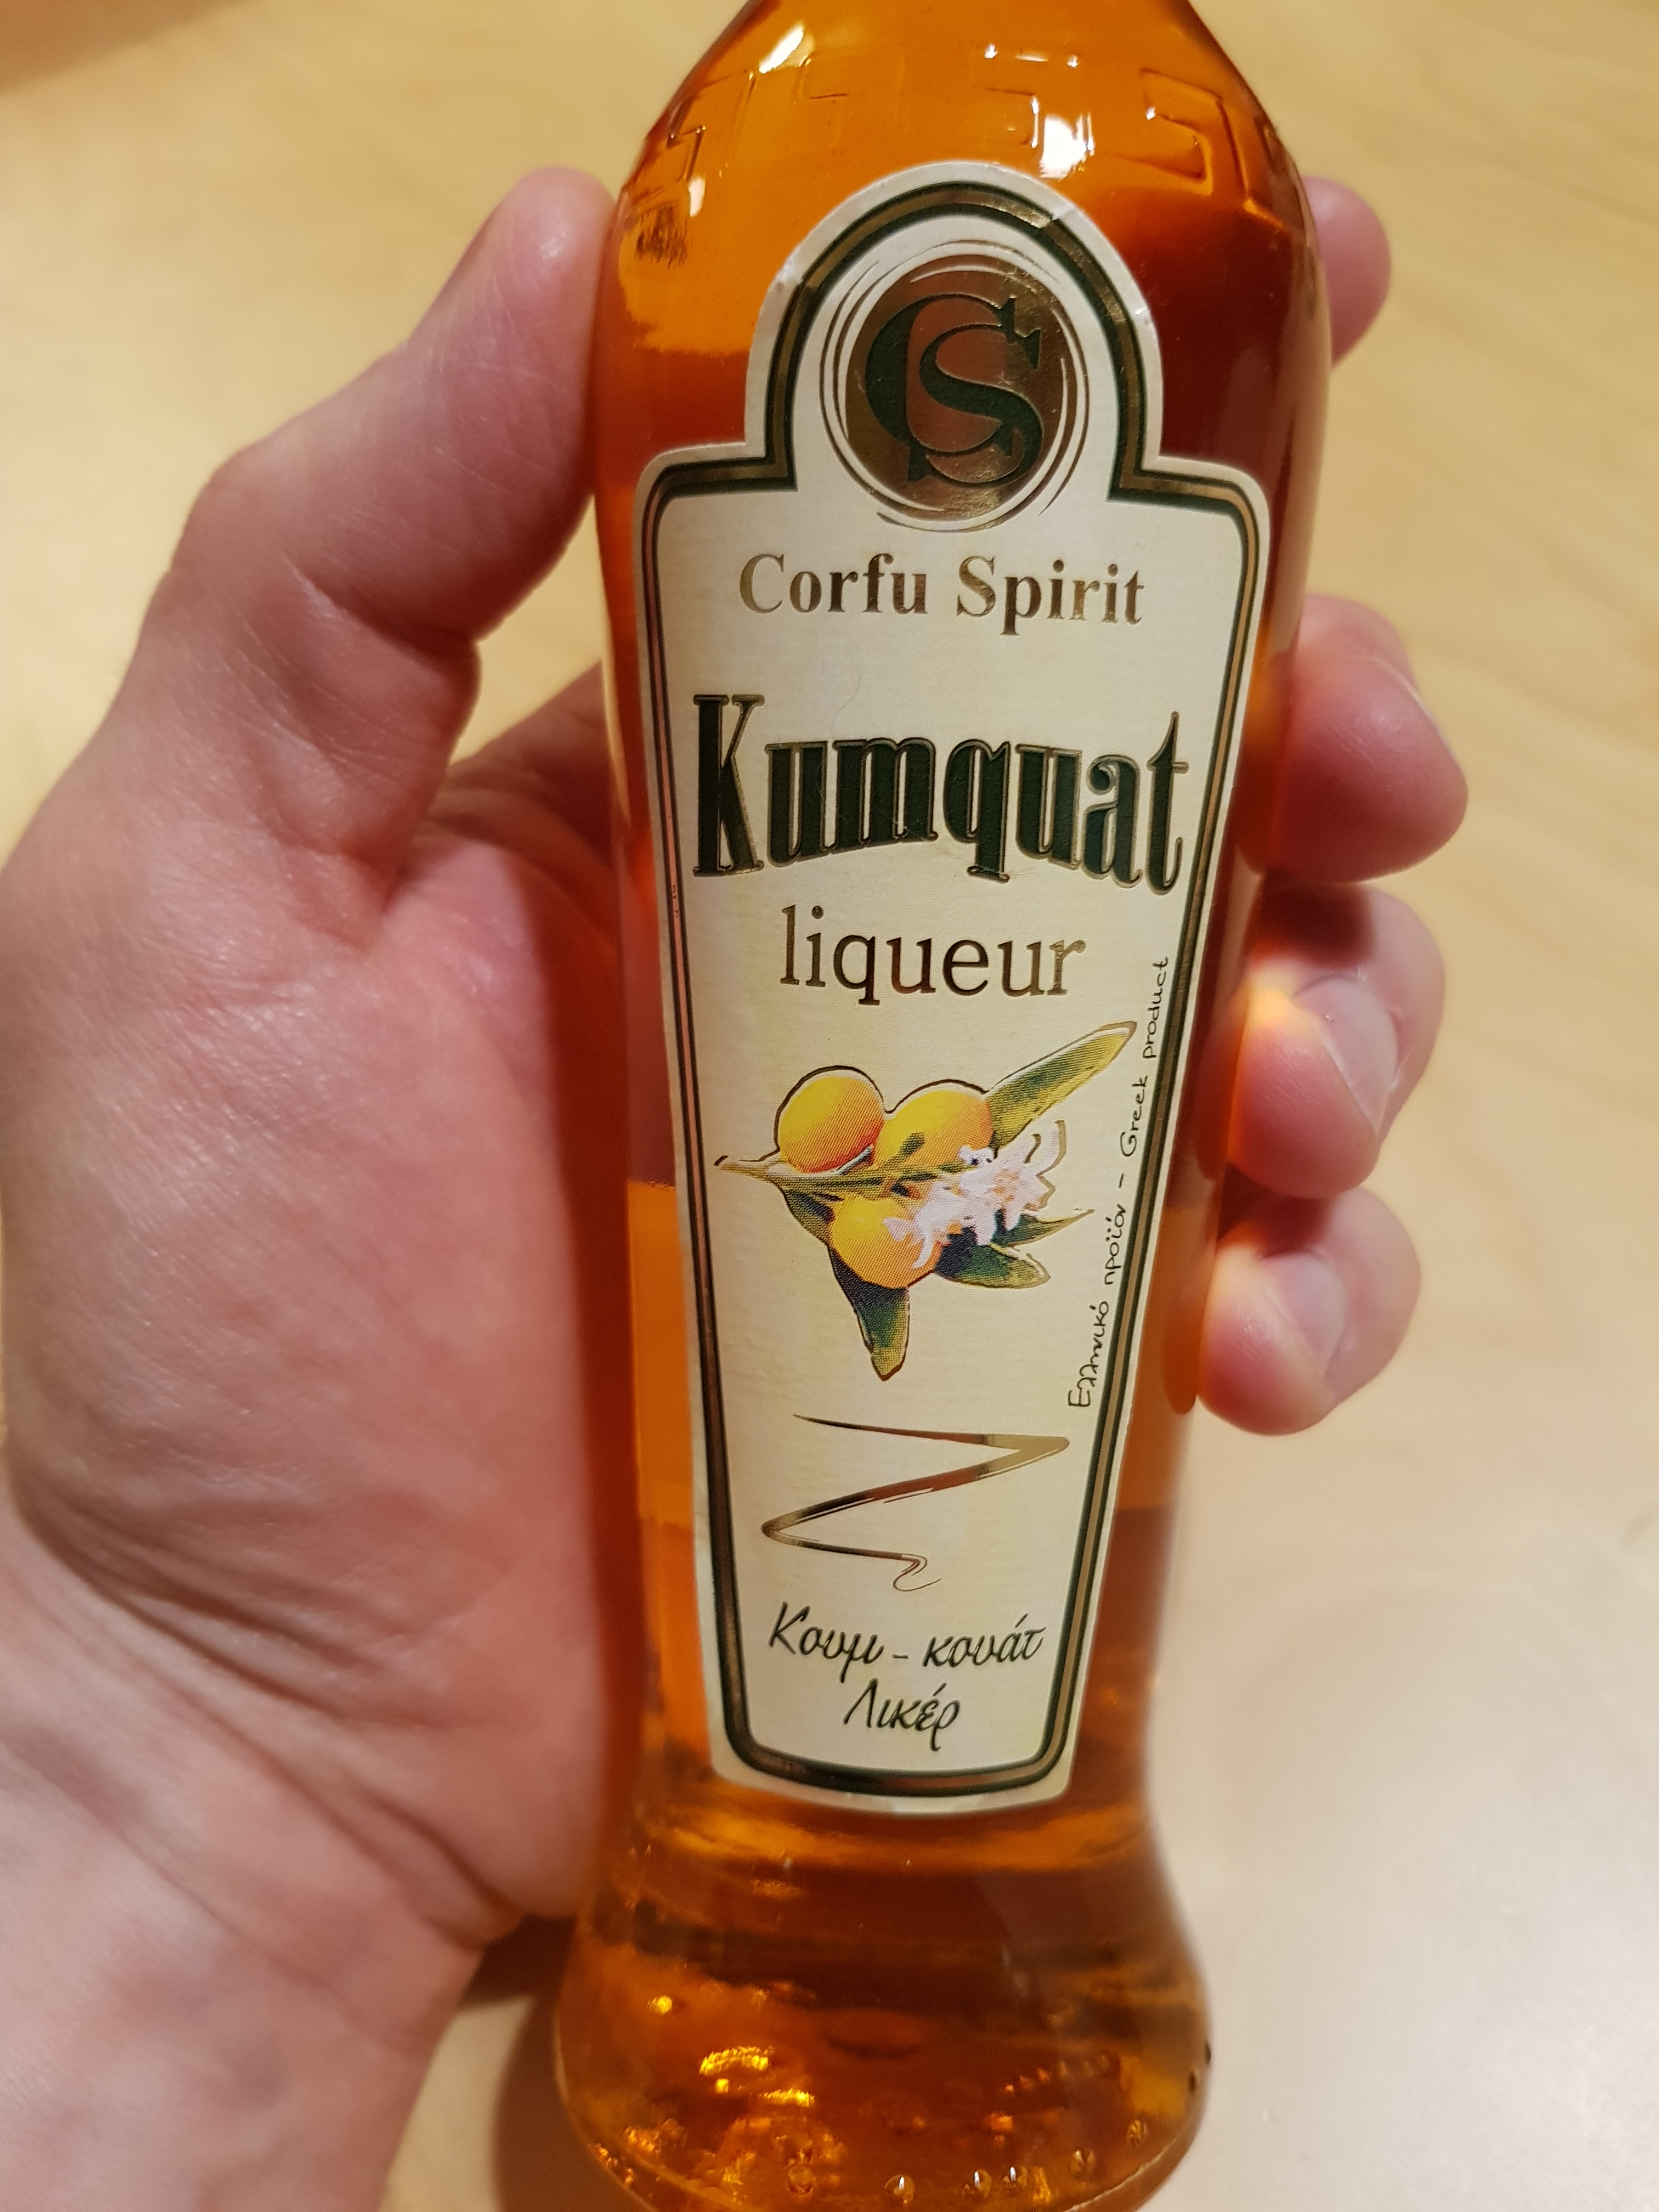 CS
Corfu Spirit
Kumquat
liqueur
Ελληνικό προϊόν - Greek product
Κουμ - κουάτ
Λικέρ